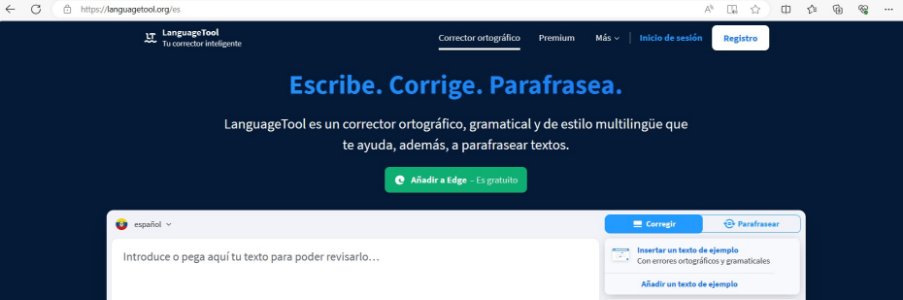 https://languagetool.org/es
LanguageTool
Tu corrector inteligente
Corrector ortográfico
Premium
Más
Inicio de sesión
Registro
Escribe. Corrige. Parafrasea.
LanguageTool es un corrector ortográfico, gramatical y de estilo multilingüe que
te ayuda, además, a parafrasear textos.
Añadir a Edge – Es gratuito
español
Corregir
Parafrasear
Introduce o pega aquí tu texto para poder revisarlo…
Insertar un texto de ejemplo
Con errores ortográficos y gramaticales
Añadir un texto de ejemplo